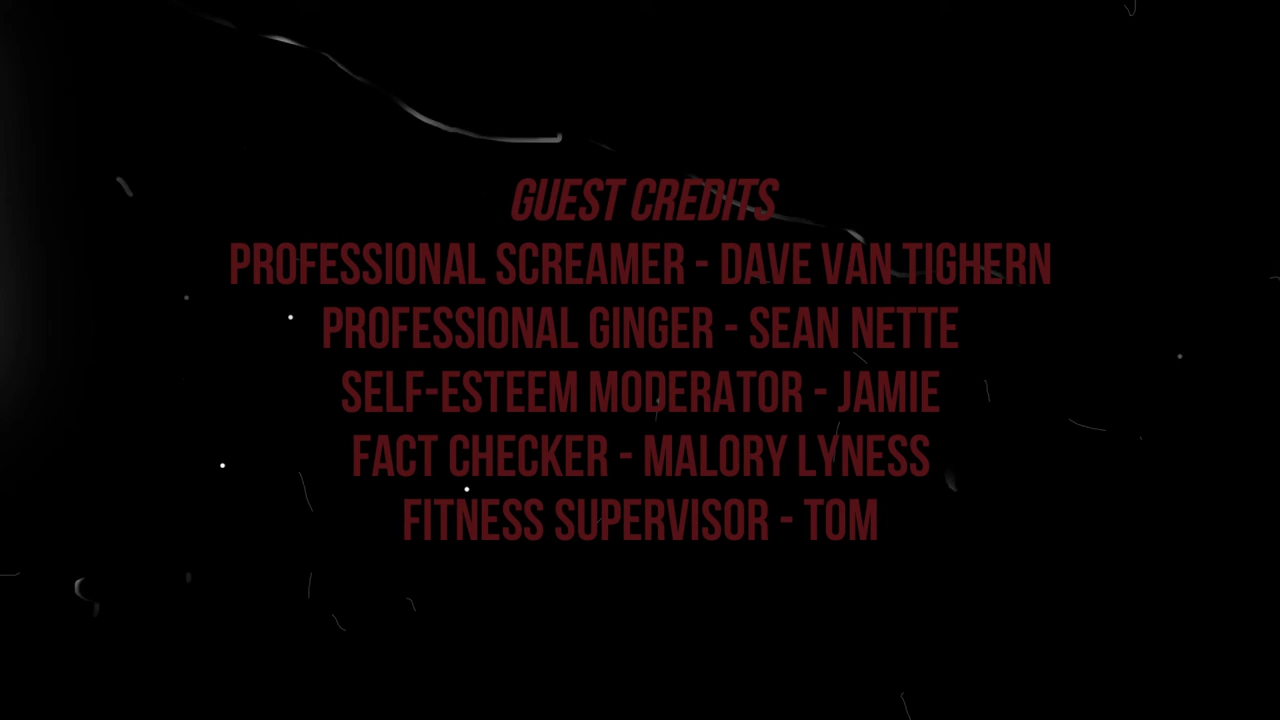 GUEST CREDITS
PROFESSIONAL SCREAMER - DAVE VAN TIGHERN
PROFESSIONAL GINGER - SEAN NETTE
SELF-ESTEEM MODERATOR - JAMIE
FACT CHECKER - MALORY LYNESS
FITNESS SUPERVISOR - TOM